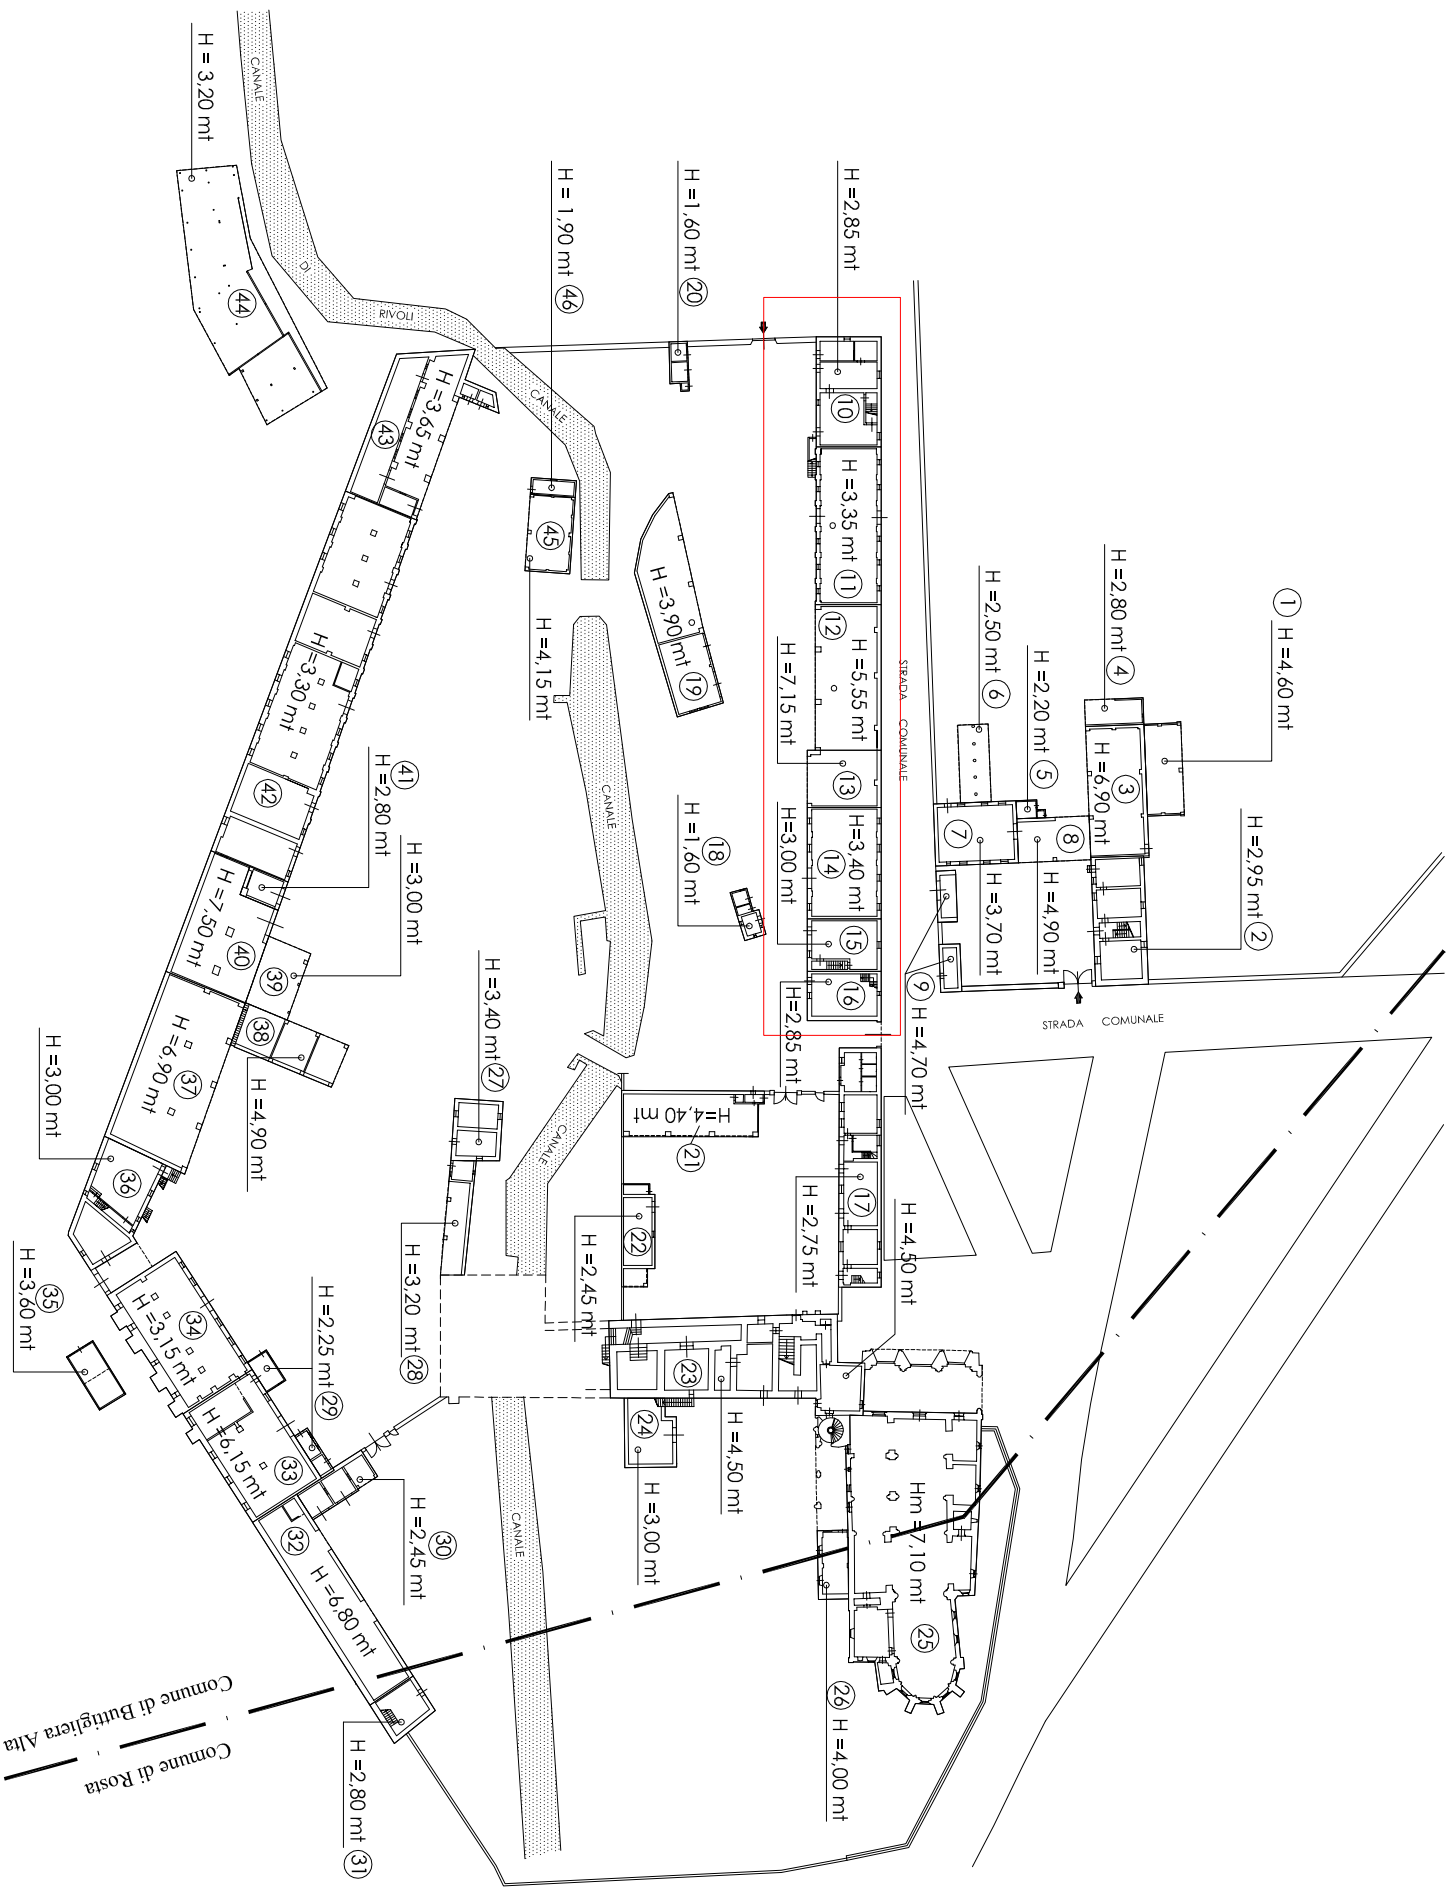 CANALE
DI
RIVOLI
CANALE
CANALE
CANALE
CANALE
STRADA COMUNALE
STRADA COMUNALE
H = 3,20 mt
44
H = 1,90 mt 46
H =1,60 mt 20
H =2,85 mt
10
H =3,35 mt 11
12
H =5,55 mt
H =7,15 mt
13
H=3,40 mt
14
H=3,00 mt
15
16
H=2,85 mt
1 H =4,60 mt
H =2,80 mt 4
H =2,50 mt 6
H =2,20 mt 5
3
H =6,90 mt
7
8
H =2,95 mt 2
H =4,90 mt
H =3,70 mt
9 H =4,70 mt
H =3,65 mt
43
45
H =4,15 mt
H =3,90 mt
19
18
H =1,60 mt
H =3,30 mt
42
41
H=2,80 mt
H =3,00 mt
H =7,50 mt
40
39
38
H =4,90 mt
37
H =6,90 mt
36
H =3,00 mt
H =3,40 mt 27
H =3,20 mt 28
H=4,40 mt
21
22
H =2,45 mt
17
H =2,75 mt
H =4,50 mt
23
H =4,50 mt
24
H =3,00 mt
Hm =7,10 mt
25
26 H =4,00 mt
35
H =3,60 mt
34
H =3,15 mt
H =2,25 mt 29
33
H =6,15 mt
30
H =2,45 mt
32
H =6,80 mt
H =2,80 mt 31
Comune di Buttigliera Alta
Comune di Rosta